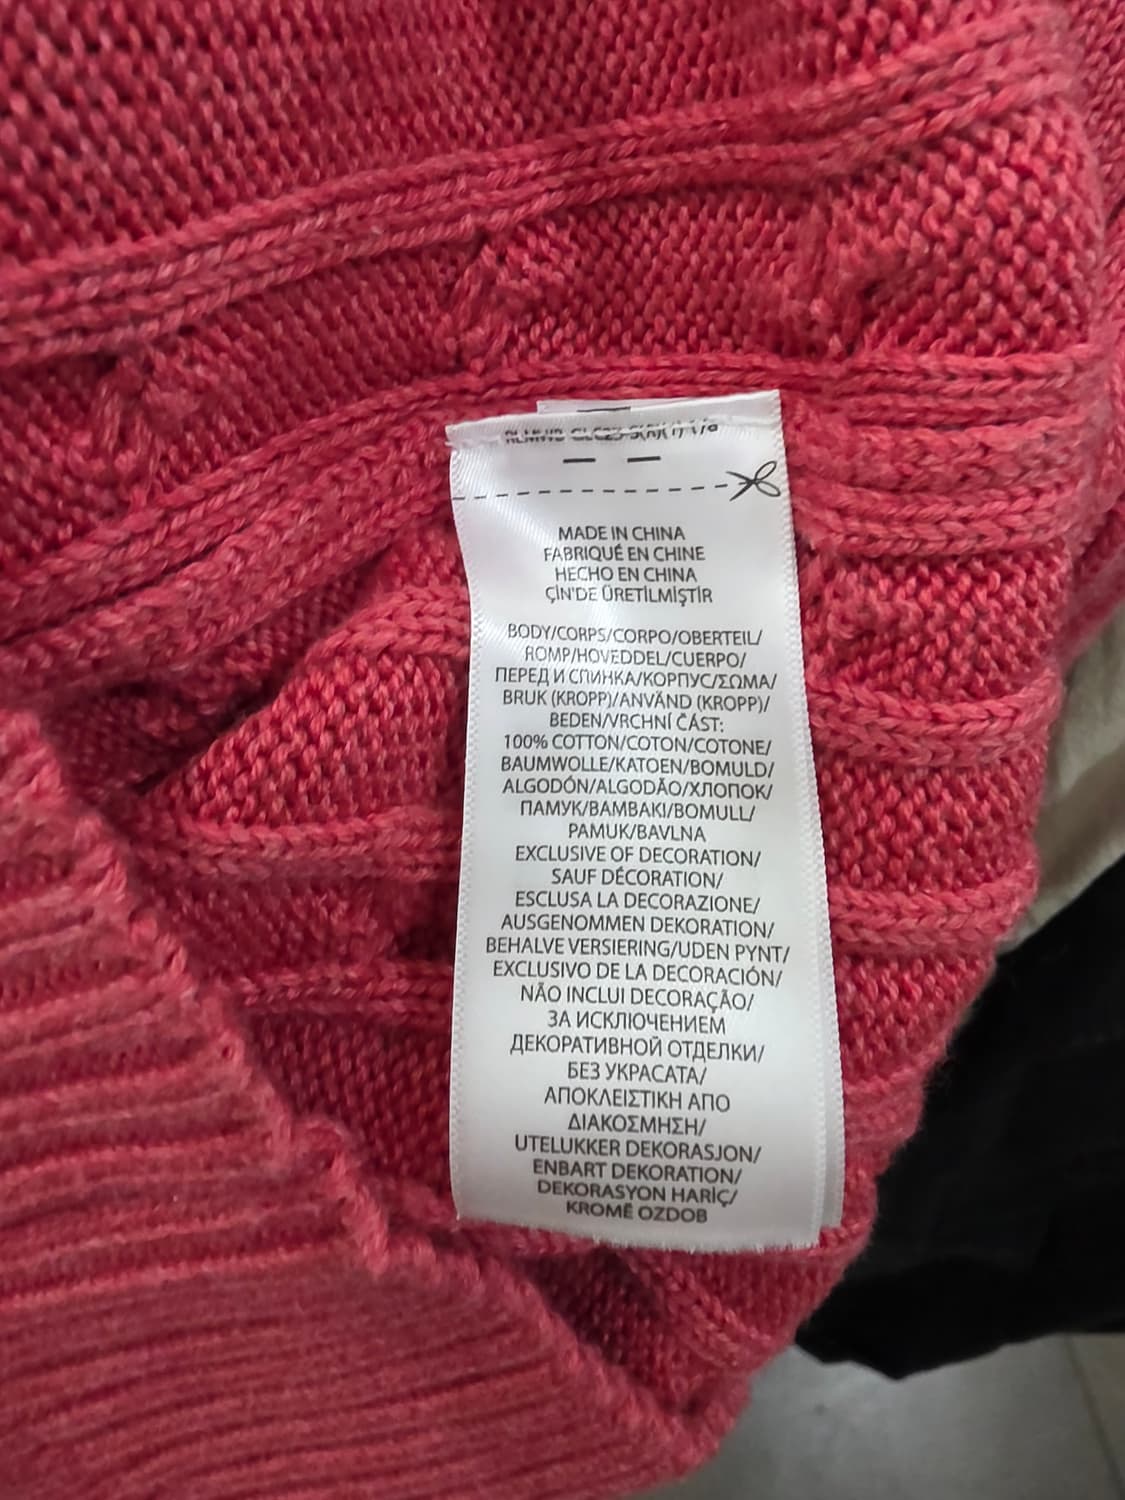 MADE IN CHINA
FABRIQUÉ EN CHINE
HECHO EN CHINA
ÇİN'DE ÜRETİLMİŞTİR
BODY/CORPS/CORPO/OBERTEIL/
ROMP/HOVEDDEL/CUERPO/
ПЕРЕД И СПИНКА/КОРПУС/ΣΩΜΑ/
BRUK (KROPP)/ANVÄND (KROPP)/
BEDEN/VRCHNÍ ČÁST:
100% COTTON/COTON/COTONE/
BAUMWOLLE/KATOEN/BOMULD/
ALGODÓN/ALGODÃO/ХЛОПОК/
ПАМУК/ΒΑΜΒΑΚΙ/BOMULL/
PAMUK/BAVLNA
EXCLUSIVE OF DECORATION/
SAUF DÉCORATION/
ESCLUSA LA DECORAZIONE/
AUSGENOMMEN DEKORATION/
BEHALVE VERSIERING/UDEN PYNT/
EXCLUSIVO DE LA DECORACIÓN/
NÃO INCLUI DECORAÇÃO/
ЗА ИСКЛЮЧЕНИЕМ
ДЕКОРАТИВНОЙ ОТДЕЛКИ/
БЕЗ УКРАСАТА/
ΑΠΟΚΛΕΙΣΤΙΚΗ ΑΠΟ
ΔΙΑΚΟΣΜΗΣΗ/
UTELUKKER DEKORASJON/
ENBART DEKORATION/
DEKORASYON HARİÇ/
KROMĚ OZDOB